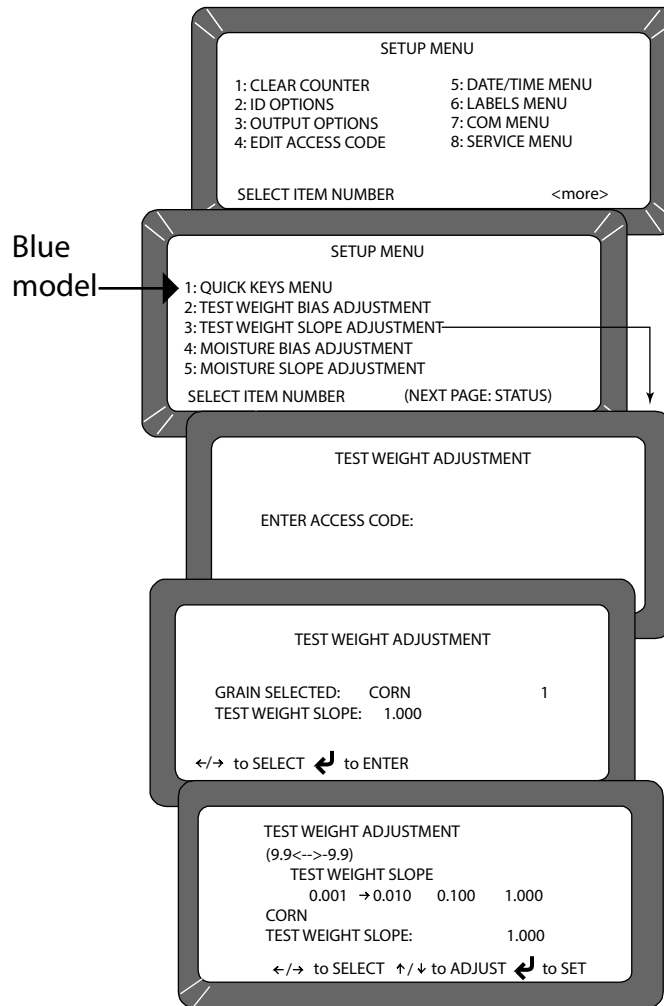 SETUP MENU
1: CLEAR COUNTER 5: DATE/TIME MENU
2: ID OPTIONS 6: LABELS MENU
3: OUTPUT OPTIONS 7: COM MENU
4: EDIT ACCESS CODE 8: SERVICE MENU
SELECT ITEM NUMBER <more>
Blue
model
SETUP MENU
1: QUICK KEYS MENU
2: TEST WEIGHT BIAS ADJUSTMENT
3: TEST WEIGHT SLOPE ADJUSTMENT
4: MOISTURE BIAS ADJUSTMENT
5: MOISTURE SLOPE ADJUSTMENT
SELECT ITEM NUMBER (NEXT PAGE: STATUS)
TEST WEIGHT ADJUSTMENT
ENTER ACCESS CODE:
TEST WEIGHT ADJUSTMENT
GRAIN SELECTED: CORN 1
TEST WEIGHT SLOPE: 1.000
←/→ to SELECT ↵ to ENTER
TEST WEIGHT ADJUSTMENT
(9.9<-->-9.9)
TEST WEIGHT SLOPE
0.001 →0.010 0.100 1.000
CORN
TEST WEIGHT SLOPE: 1.000
←/→ to SELECT ↑/↓ to ADJUST ↵ to SET